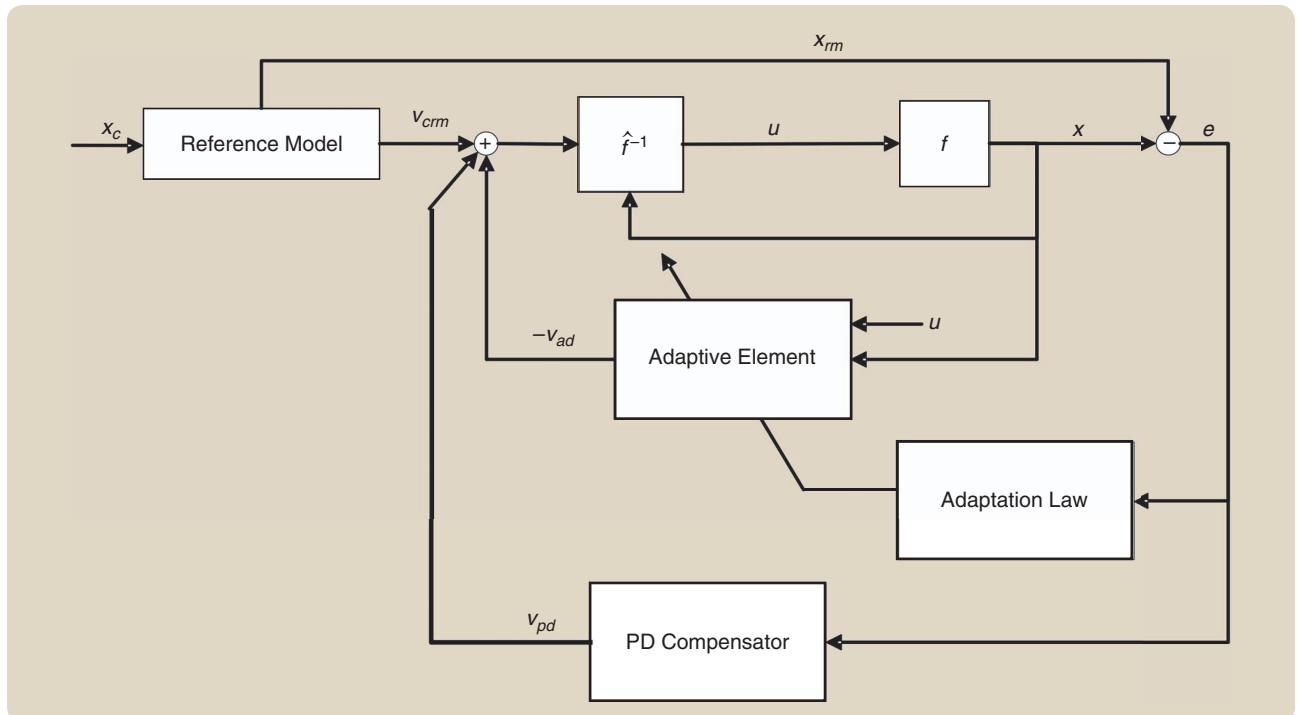 x_rm
x_c
Reference Model
v_crm
+
f̂⁻¹
u
f
x
−
e
−v_ad
Adaptive Element
u
Adaptation Law
v_pd
PD Compensator